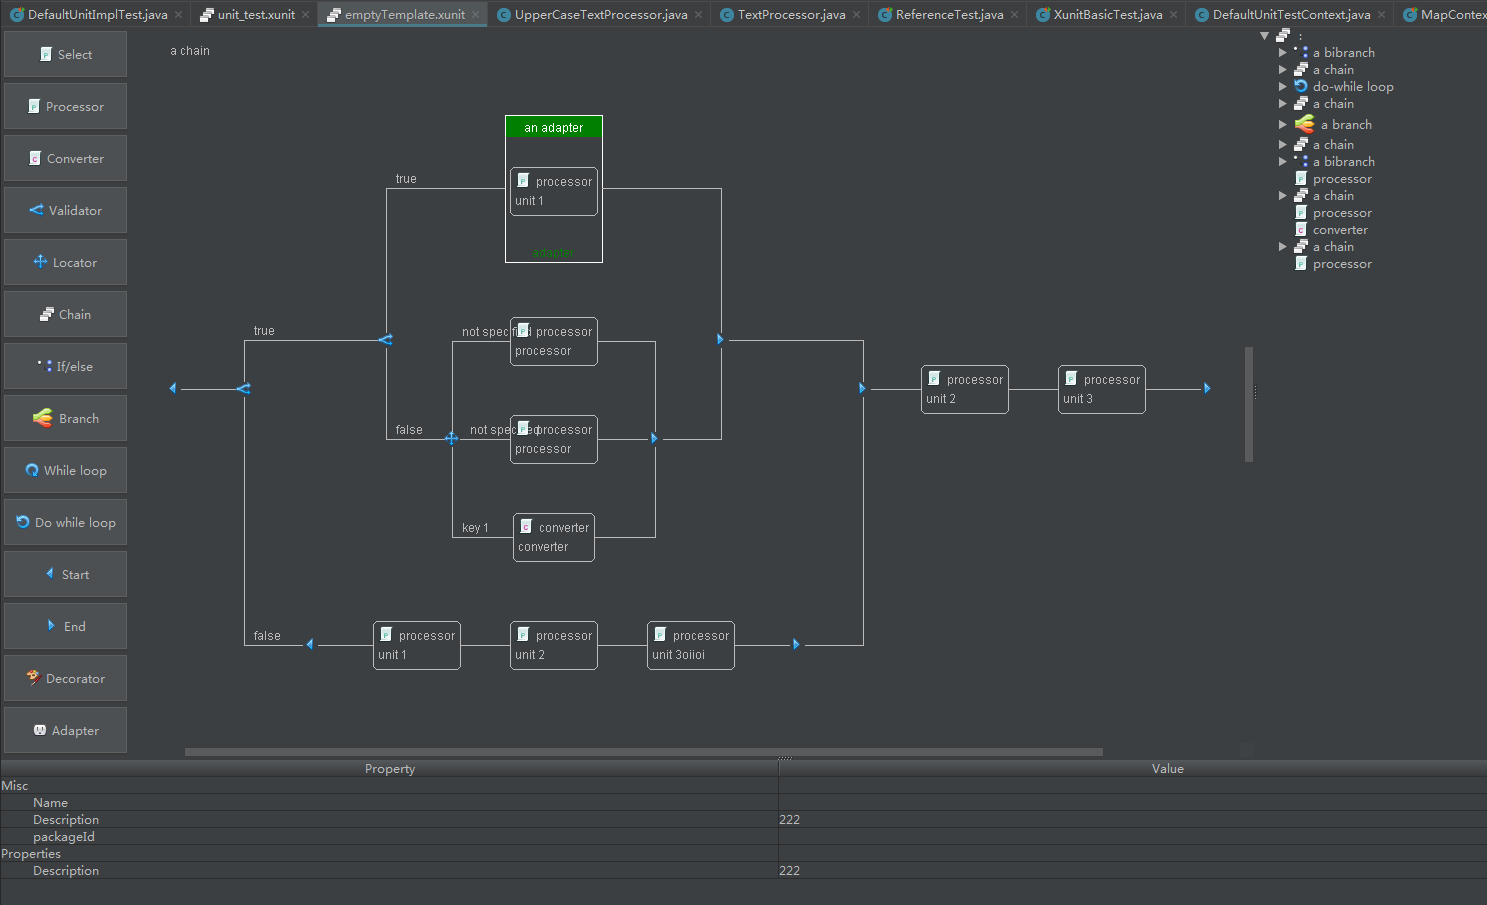 DefaultUnitImplTest.java
unit_test.xunit
emptyTemplate.xunit
UpperCaseTextProcessor.java
TextProcessor.java
ReferenceTest.java
XunitBasicTest.java
DefaultUnitTestContext.java
MapContex
Select
Processor
Converter
Validator
Locator
Chain
If/else
Branch
While loop
Do while loop
Start
End
Decorator
Adapter
a chain
an adapter
true
processor
unit 1
adapter
true
not specified
processor
processor
false
not specified
processor
processor
key 1
converter
converter
processor
unit 2
processor
unit 3
false
processor
unit 1
processor
unit 2
processor
unit 3oiioi
:
a bibranch
a chain
do-while loop
a chain
a branch
a chain
a bibranch
processor
a chain
processor
converter
a chain
processor
Property Value
Misc
Name
Description 222
packageId
Properties
Description 222